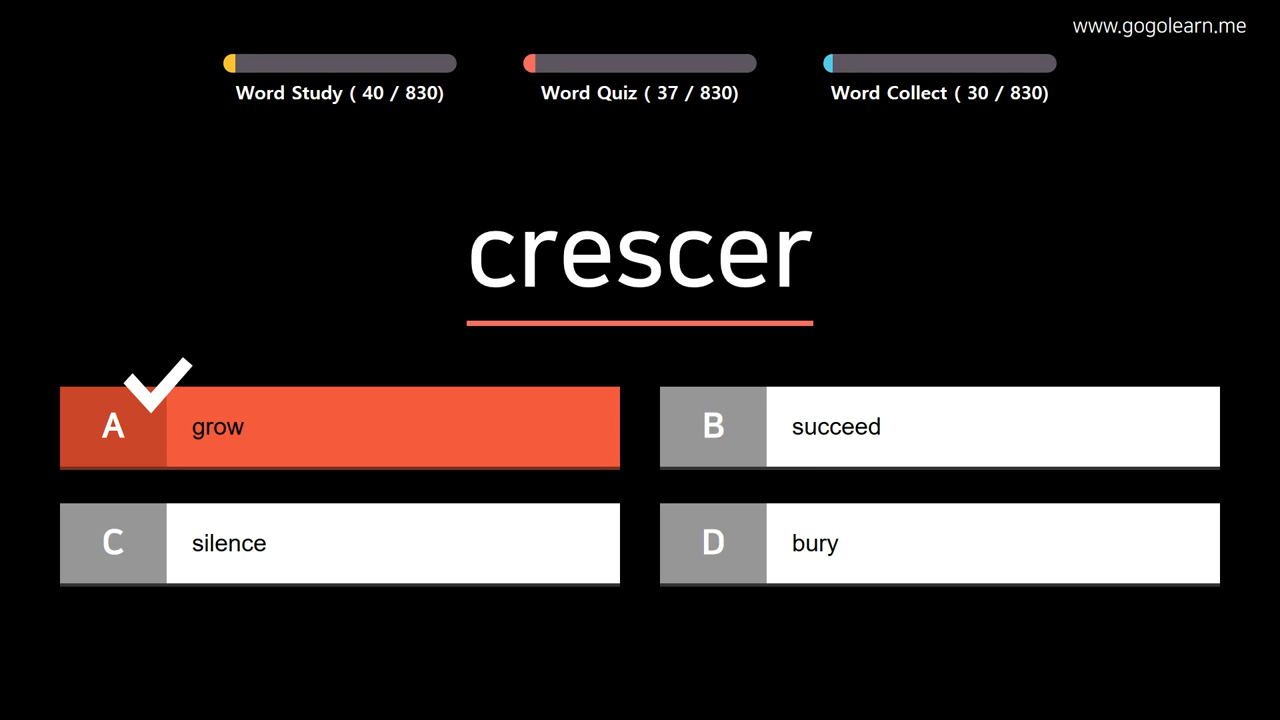 www.gogolearn.me
Word Study ( 40 / 830)
Word Quiz ( 37 / 830)
Word Collect ( 30 / 830)
crescer
A grow
B succeed
C silence
D bury